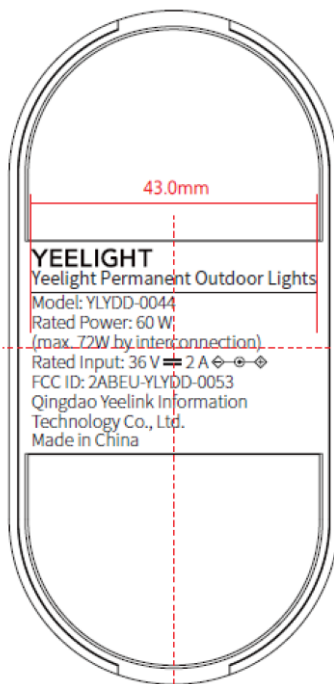 43.0mm
YEELIGHT
Yeelight Permanent Outdoor Lights
Model: YLYDD-0044
Rated Power: 60 W
(max. 72W by interconnection)
Rated Input: 36 V ⎓ 2 A
FCC ID: 2ABEU-YLYDD-0053
Qingdao Yeelink Information
Technology Co., Ltd.
Made in China